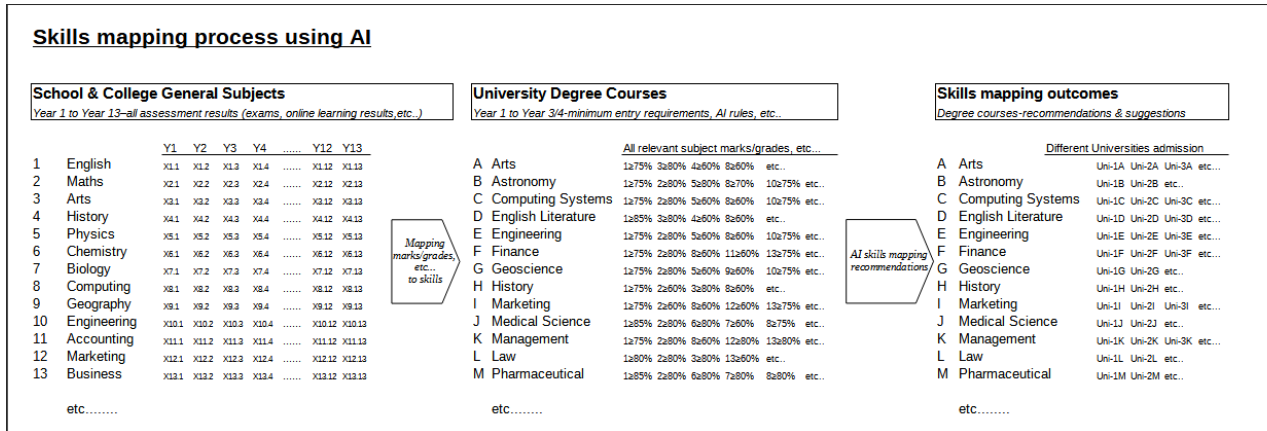 Skills mapping process using AI
School & College General Subjects
Year 1 to Year 13–all assessment results (exams, online learning results,etc..)
University Degree Courses
Year 1 to Year 3/4-minimum entry requirements, AI rules, etc..
Skills mapping outcomes
Degree courses-recommendations & suggestions
Y1 Y2 Y3 Y4 ...... Y12 Y13
1 English X1.1 X1.2 X1.3 X1.4 ...... X1.12 X1.13
2 Maths X2.1 X2.2 X2.3 X2.4 ...... X2.12 X2.13
3 Arts X3.1 X3.2 X3.3 X3.4 ...... X3.12 X3.13
4 History X4.1 X4.2 X4.3 X4.4 ...... X4.12 X4.13
5 Physics X5.1 X5.2 X5.3 X5.4 ...... X5.12 X5.13
6 Chemistry X6.1 X6.2 X6.3 X6.4 ...... X6.12 X6.13
7 Biology X7.1 X7.2 X7.3 X7.4 ...... X7.12 X7.13
8 Computing X8.1 X8.2 X8.3 X8.4 ...... X8.12 X8.13
9 Geography X9.1 X9.2 X9.3 X9.4 ...... X9.12 X9.13
10 Engineering X10.1 X10.2 X10.3 X10.4 ...... X10.12 X10.13
11 Accounting X11.1 X11.2 X11.3 X11.4 ...... X11.12 X11.13
12 Marketing X12.1 X12.2 X12.3 X12.4 ...... X12.12 X12.13
13 Business X13.1 X13.2 X13.3 X13.4 ...... X13.12 X13.13
etc........
Mapping
marks/grades,
etc...
to skills
All relevant subject marks/grades, etc...
A Arts 1≥75% 3≥80% 4≥60% 8≥60% etc..
B Astronomy 1≥75% 2≥80% 5≥80% 8≥70% 10≥75% etc..
C Computing Systems 1≥75% 2≥80% 5≥60% 8≥80% 10≥75% etc..
D English Literature 1≥85% 3≥80% 4≥60% 8≥60% etc..
E Engineering 1≥75% 2≥80% 5≥60% 8≥60% 10≥75% etc..
F Finance 1≥75% 2≥80% 8≥60% 11≥60% 13≥75% etc...
G Geoscience 1≥75% 2≥80% 5≥60% 9≥60% 10≥75% etc..
H History 1≥75% 2≥60% 3≥80% 8≥60% etc..
I Marketing 1≥75% 2≥60% 8≥60% 12≥60% 13≥75% etc...
J Medical Science 1≥85% 2≥80% 6≥80% 7≥60% 8≥75% etc..
K Management 1≥75% 2≥80% 8≥60% 12≥80% 13≥80% etc...
L Law 1≥80% 2≥80% 3≥80% 13≥60% etc..
M Pharmaceutical 1≥85% 2≥80% 6≥80% 7≥80% 8≥80% etc..
etc........
AI skills mapping
recommendations
Different Universities admission
A Arts Uni-1A Uni-2A Uni-3A etc...
B Astronomy Uni-1B Uni-2B etc..
C Computing Systems Uni-1C Uni-2C Uni-3C etc...
D English Literature Uni-1D Uni-2D Uni-3D etc...
E Engineering Uni-1E Uni-2E Uni-3E etc...
F Finance Uni-1F Uni-2F Uni-3F etc...
G Geoscience Uni-1G Uni-2G etc..
H History Uni-1H Uni-2H etc..
I Marketing Uni-1I Uni-2I Uni-3I etc...
J Medical Science Uni-1J Uni-2J etc..
K Management Uni-1K Uni-2K Uni-3K etc...
L Law Uni-1L Uni-2L etc..
M Pharmaceutical Uni-1M Uni-2M etc..
etc........